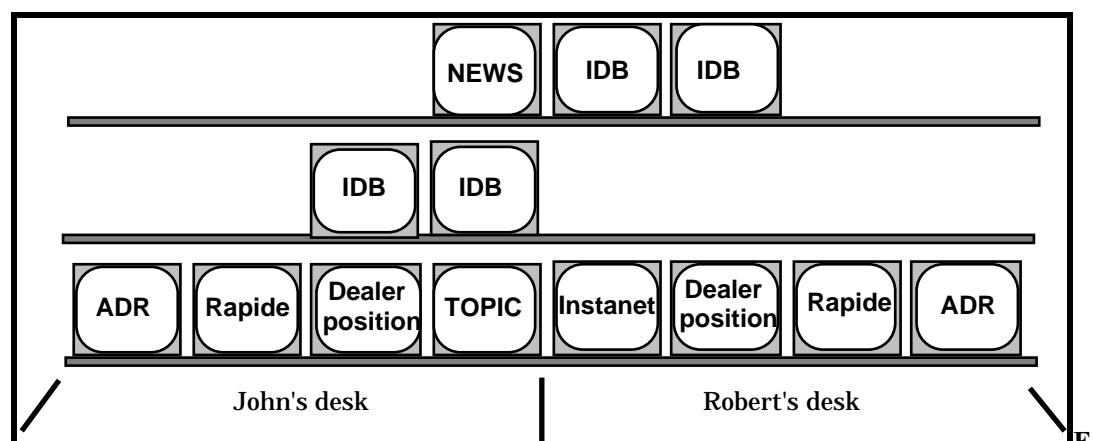 NEWS IDB IDB
IDB IDB
ADR Rapide Dealer position TOPIC Instanet Dealer position Rapide ADR
John's desk Robert's desk